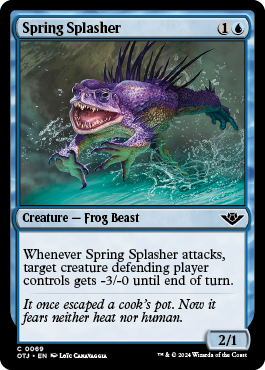 Spring Splasher 1
Creature — Frog Beast
Whenever Spring Splasher attacks,
target creature defending player
controls gets -3/-0 until end of turn.
It once escaped a cook's pot. Now it
fears neither heat nor human.
2/1
C 0069
OTJ • EN LOÏC CANAVAGGIA
™ & © 2024 Wizards of the Coast